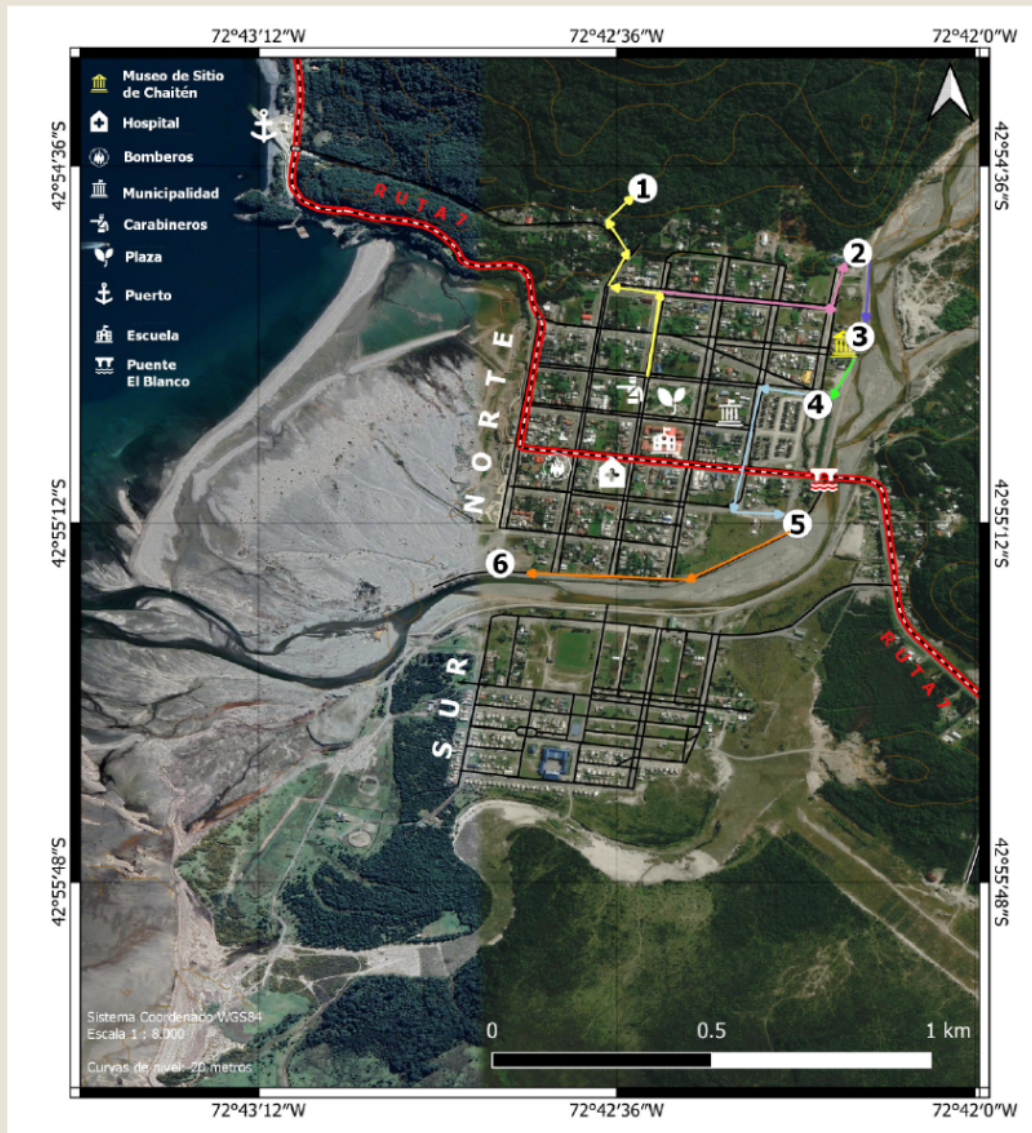 72°43'12"W
72°42'36"W
72°42'0"W
Museo de Sitio
de Chaitén
Hospital
Bomberos
Municipalidad
Carabineros
Plaza
Puerto
Escuela
Puente
El Blanco
42°54'36"S
42°54'36"S
RUTA 7
1
2
3
4
NORTE
42°55'12"S
42°55'12"S
5
6
RUTA 7
SUR
42°55'48"S
42°55'48"S
Sistema Coordenado WGS84
Escala 1 : 8.000
Curvas de nivel: 20 metros
0
0.5
1 km
72°43'12"W
72°42'36"W
72°42'0"W